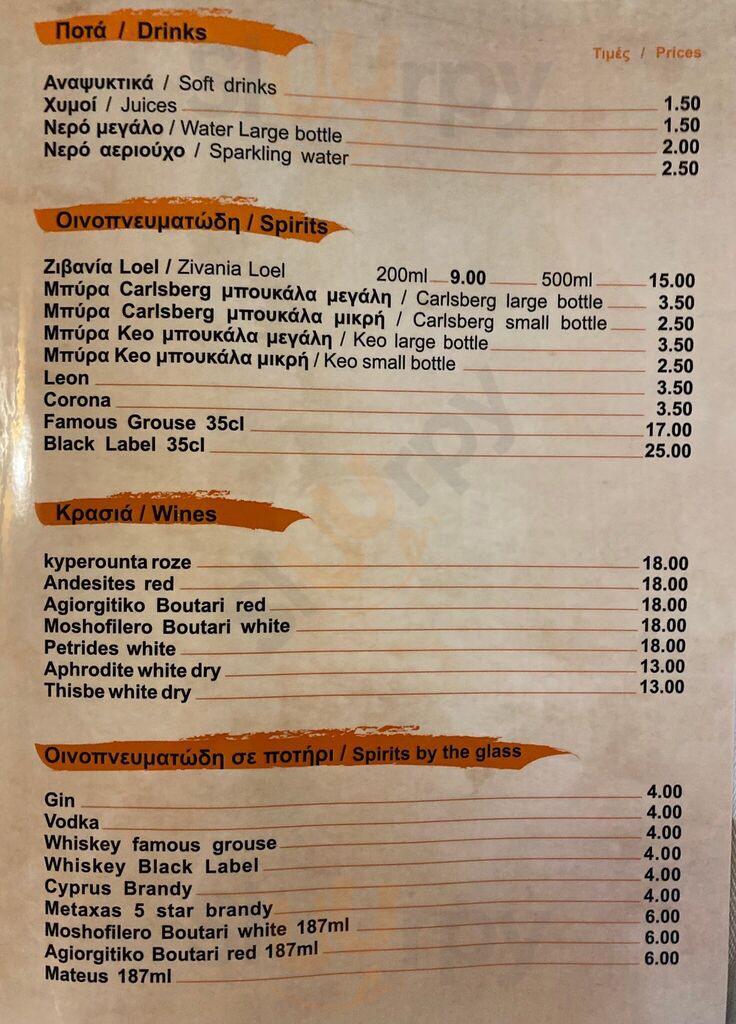 Ποτά / Drinks
Τιμές / Prices
Αναψυκτικά / Soft drinks 1.50
Χυμοί / Juices 1.50
Νερό μεγάλο / Water Large bottle 2.00
Νερό αεριούχο / Sparkling water 2.50
Οινοπνευματώδη / Spirits
Ζιβανία Loel / Zivania Loel 200ml 9.00 500ml 15.00
Μπύρα Carlsberg μπουκάλα μεγάλη / Carlsberg large bottle 3.50
Μπύρα Carlsberg μπουκάλα μικρή / Carlsberg small bottle 2.50
Μπύρα Keo μπουκάλα μεγάλη / Keo large bottle 3.50
Μπύρα Keo μπουκάλα μικρή / Keo small bottle 2.50
Leon 3.50
Corona 3.50
Famous Grouse 35cl 17.00
Black Label 35cl 25.00
Κρασιά / Wines
kyperounta roze 18.00
Andesites red 18.00
Agiorgitiko Boutari red 18.00
Moshofilero Boutari white 18.00
Petrides white 18.00
Aphrodite white dry 13.00
Thisbe white dry 13.00
Οινοπνευματώδη σε ποτήρι / Spirits by the glass
Gin 4.00
Vodka 4.00
Whiskey famous grouse 4.00
Whiskey Black Label 4.00
Cyprus Brandy 4.00
Metaxas 5 star brandy 4.00
Moshofilero Boutari white 187ml 6.00
Agiorgitiko Boutari red 187ml 6.00
Mateus 187ml 6.00